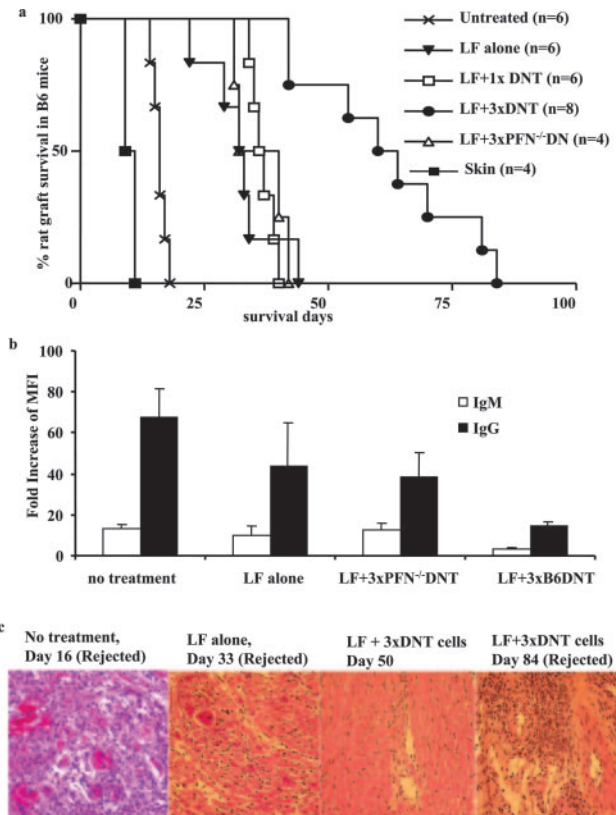 a
% rat graft survival in B6 mice
100
50
0
0
25
50
75
100
survival days
Untreated (n=6)
LF alone (n=6)
LF+1x DNT (n=6)
LF+3xDNT (n=8)
LF+3xPFN-/-DN (n=4)
Skin (n=4)
b
Fold Increase of MFI
100
80
60
40
20
0
IgM
IgG
no treatment
LF alone
LF+3xPFN-/-DNT
LF+3xB6DNT
c
No treatment,
Day 16 (Rejected)
LF alone,
Day 33 (Rejected)
LF + 3xDNT cells
Day 50
LF+3xDNT cells
Day 84 (Rejected)